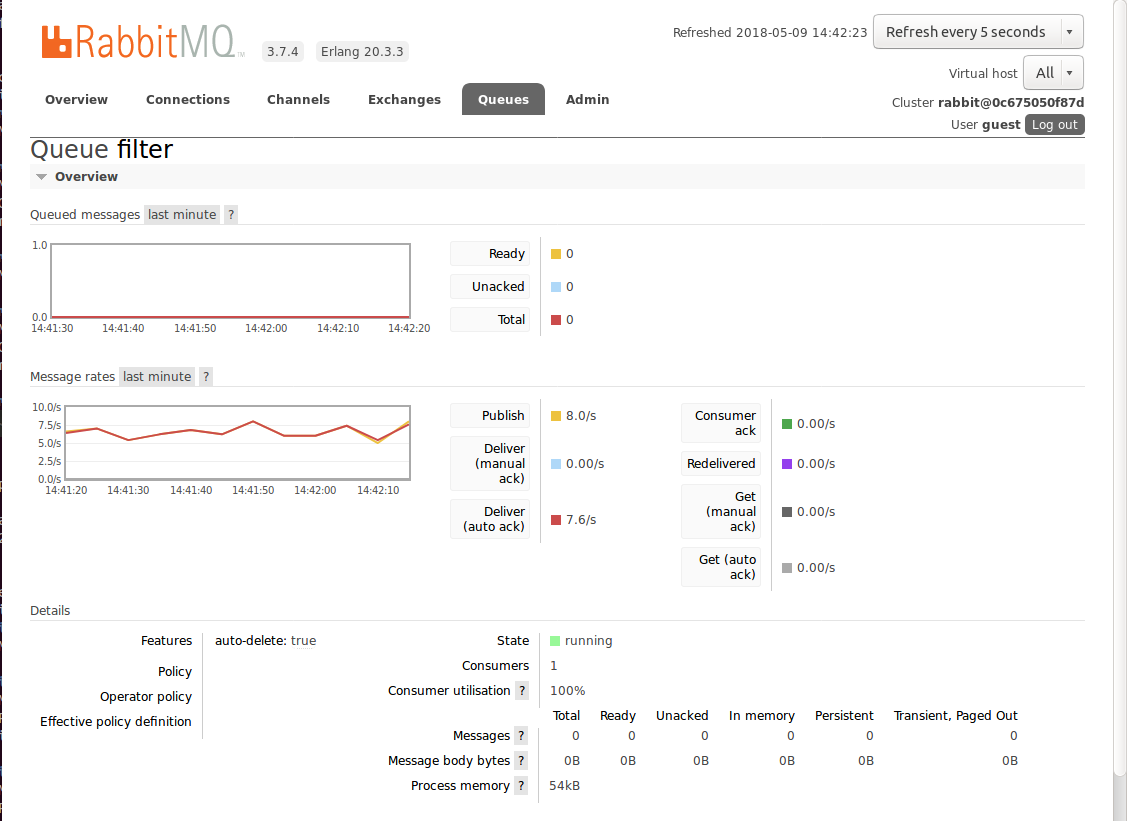 RabbitMQ TM 3.7.4 Erlang 20.3.3
Refreshed 2018-05-09 14:42:23 Refresh every 5 seconds
Virtual host All
Cluster rabbit@0c675050f87d
User guest Log out
Overview Connections Channels Exchanges Queues Admin
Queue filter
Overview
Queued messages last minute ?
1.0
0.0
14:41:30 14:41:40 14:41:50 14:42:00 14:42:10 14:42:20
Ready 0
Unacked 0
Total 0
Message rates last minute ?
10.0/s
7.5/s
5.0/s
2.5/s
0.0/s
14:41:20 14:41:30 14:41:40 14:41:50 14:42:00 14:42:10
Publish 8.0/s
Deliver
(manual 0.00/s
ack)
Deliver
(auto ack) 7.6/s
Consumer
ack 0.00/s
Redelivered 0.00/s
Get
(manual 0.00/s
ack)
Get (auto
ack) 0.00/s
Details
Features auto-delete: true
Policy
Operator policy
Effective policy definition
State running
Consumers 1
Consumer utilisation ? 100%
Total Ready Unacked In memory Persistent Transient, Paged Out
Messages ? 0 0 0 0 0 0
Message body bytes ? 0B 0B 0B 0B 0B 0B
Process memory ? 54kB